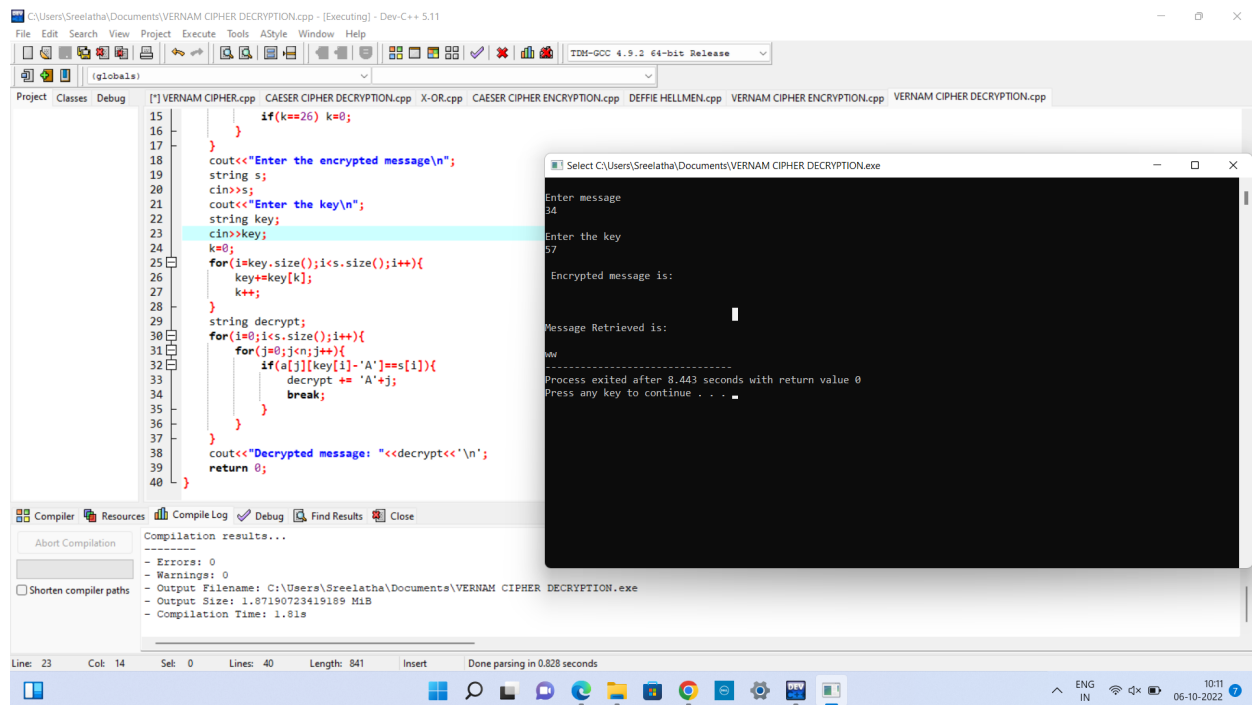 C:\Users\Sreelatha\Documents\VERNAM CIPHER DECRYPTION.cpp - [Executing] - Dev-C++ 5.11
File Edit Search View Project Execute Tools AStyle Window Help
TDM-GCC 4.9.2 64-bit Release
(globals)
Project Classes Debug
[*] VERNAM CIPHER.cpp CAESER CIPHER DECRYPTION.cpp X-OR.cpp CAESER CIPHER ENCRYPTION.cpp DEFFIE HELLMEN.cpp VERNAM CIPHER ENCRYPTION.cpp VERNAM CIPHER DECRYPTION.cpp
15 if(k==26) k=0;
16 }
17 }
18 cout<<"Enter the encrypted message\n";
19 string s;
20 cin>>s;
21 cout<<"Enter the key\n";
22 string key;
23 cin>>key;
24 k=0;
25 for(i=key.size();i<s.size();i++){
26 key+=key[k];
27 k++;
28 }
29 string decrypt;
30 for(i=0;i<s.size();i++){
31 for(j=0;j<n;j++){
32 if(a[j][key[i]-'A']==s[i]){
33 decrypt += 'A'+j;
34 break;
35 }
36 }
37 }
38 cout<<"Decrypted message: "<<decrypt<<'\n';
39 return 0;
40 }
Select C:\Users\Sreelatha\Documents\VERNAM CIPHER DECRYPTION.exe
Enter message
34
Enter the key
57
Encrypted message is:
Message Retrieved is:
WW
--------------------------------
Process exited after 8.443 seconds with return value 0
Press any key to continue . . .
Compiler Resources Compile Log Debug Find Results Close
Abort Compilation
Shorten compiler paths
Compilation results...
--------
- Errors: 0
- Warnings: 0
- Output Filename: C:\Users\Sreelatha\Documents\VERNAM CIPHER DECRYPTION.exe
- Output Size: 1.87190723419189 MiB
- Compilation Time: 1.81s
Line: 23 Col: 14 Sel: 0 Lines: 40 Length: 841 Insert Done parsing in 0.828 seconds
DEV
ENG
IN
10:11
06-10-2022
7